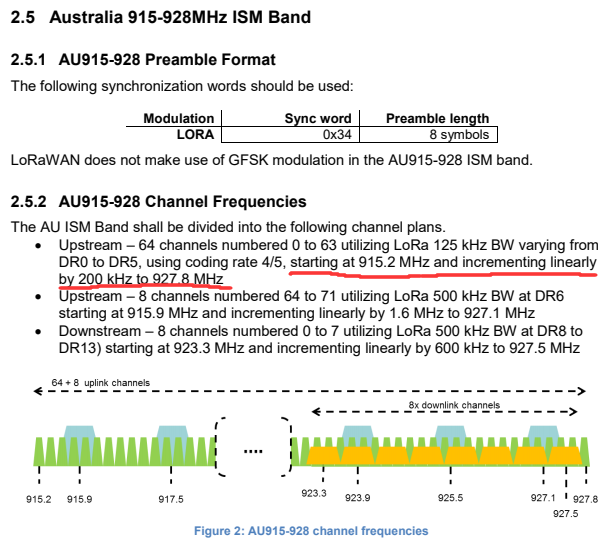 2.5 Australia 915-928MHz ISM Band
2.5.1 AU915-928 Preamble Format
The following synchronization words should be used:
Modulation Sync word Preamble length
LORA 0x34 8 symbols
LoRaWAN does not make use of GFSK modulation in the AU915-928 ISM band.
2.5.2 AU915-928 Channel Frequencies
The AU ISM Band shall be divided into the following channel plans.
• Upstream – 64 channels numbered 0 to 63 utilizing LoRa 125 kHz BW varying from
DR0 to DR5, using coding rate 4/5, starting at 915.2 MHz and incrementing linearly
by 200 kHz to 927.8 MHz
• Upstream – 8 channels numbered 64 to 71 utilizing LoRa 500 kHz BW at DR6
starting at 915.9 MHz and incrementing linearly by 1.6 MHz to 927.1 MHz
• Downstream – 8 channels numbered 0 to 7 utilizing LoRa 500 kHz BW at DR8 to
DR13) starting at 923.3 MHz and incrementing linearly by 600 kHz to 927.5 MHz
64 + 8 uplink channels
8x downlink channels
....
915.2 915.9 917.5 923.3 923.9 925.5 927.1 927.8
927.5
Figure 2: AU915-928 channel frequencies